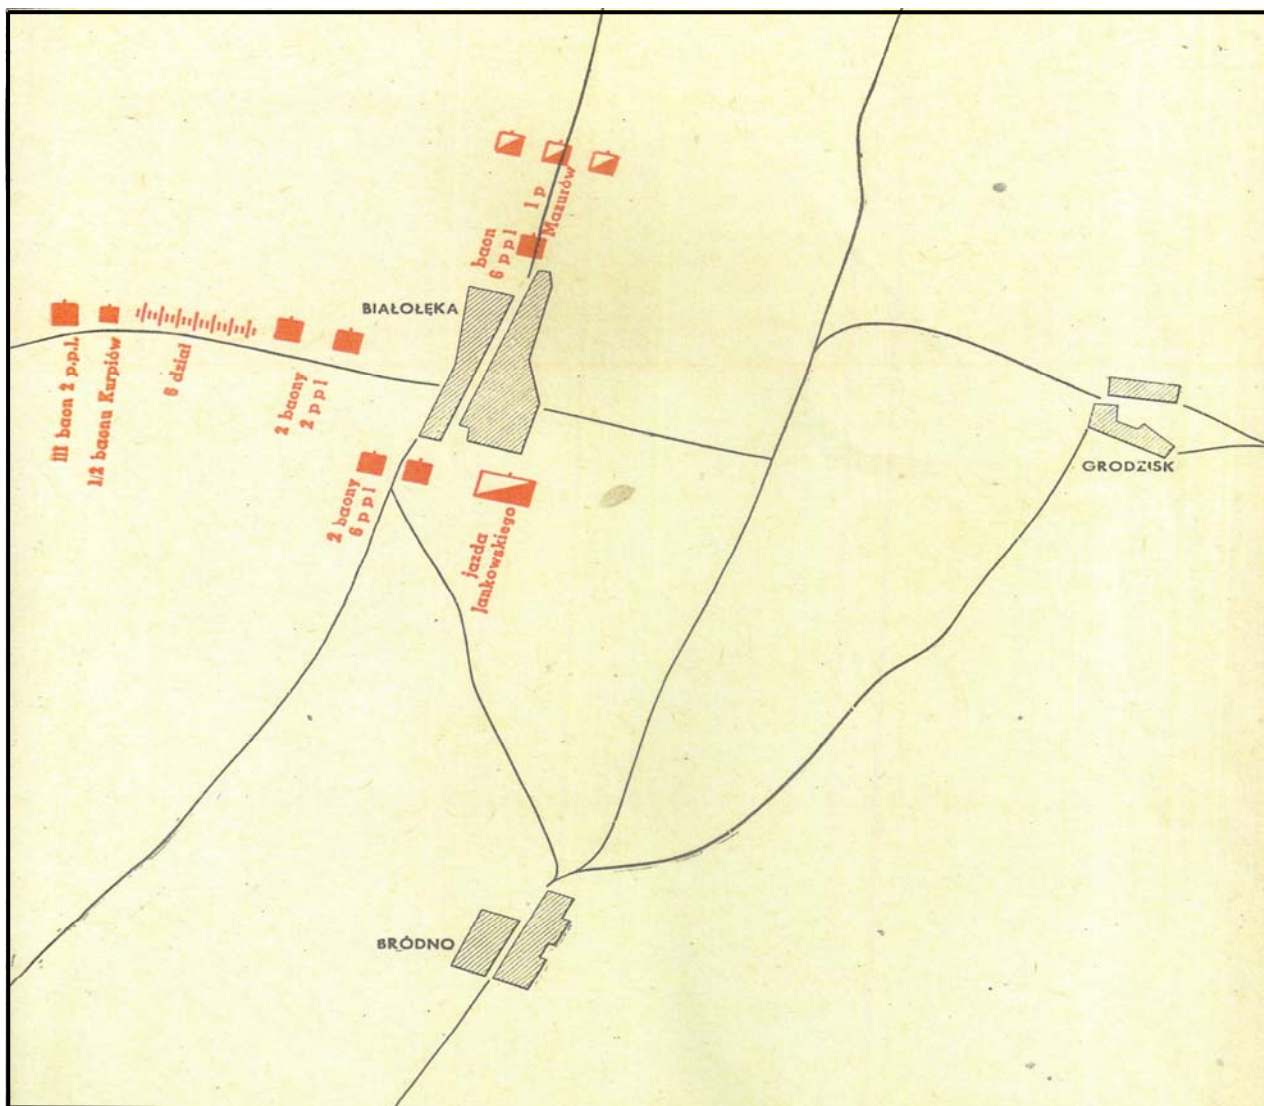 baon
6 p p l
1 p
Mazurów
BIAŁOŁĘKA
III baon 2 p.p.l.
1/2 baonu Kurpiów
6 dział
2 baony
2 p p l
2 baony
6 p p l
jazda
Jankowskiego
GRODZISK
BRÓDNO